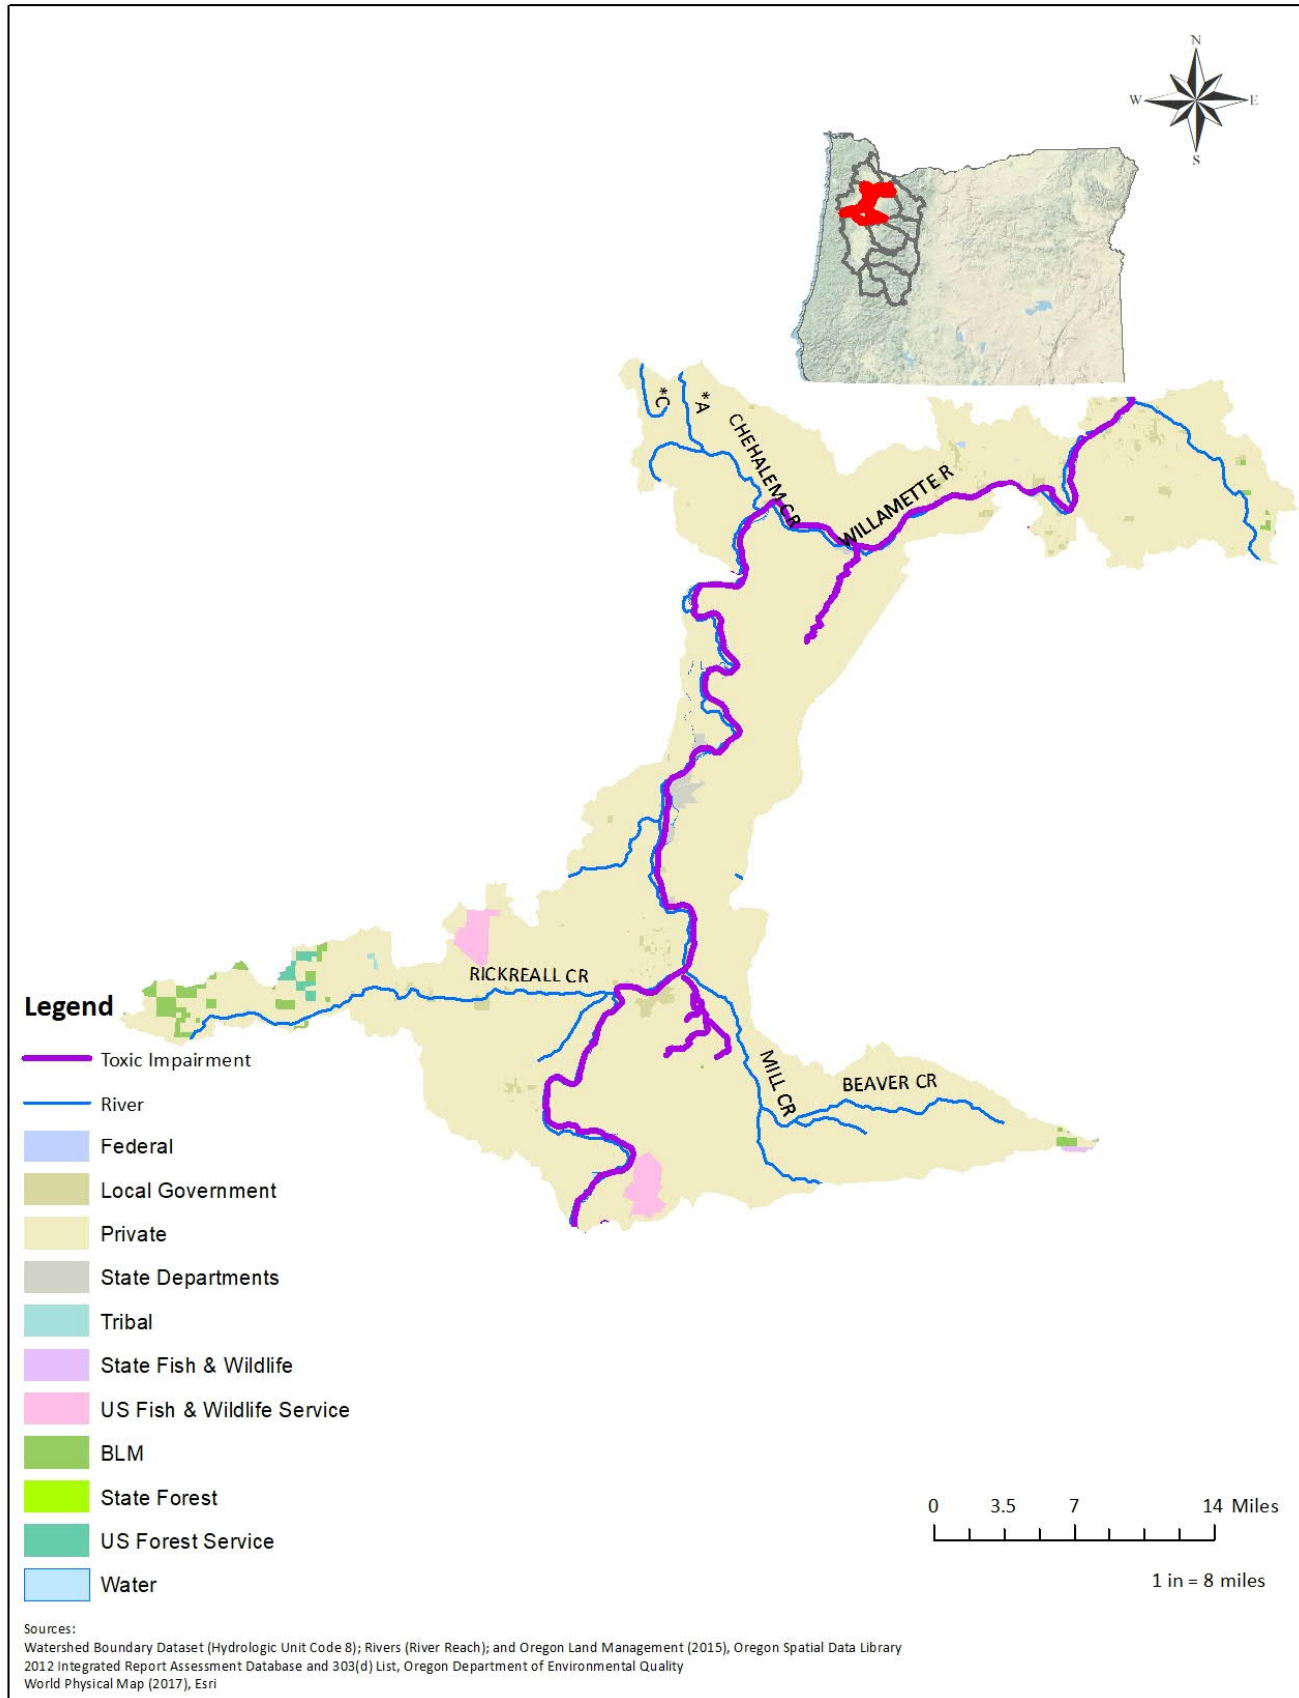 N
W E
S
*C
*A
CHEHALEM CR
WILLAMETTE R
RICKREALL CR
MILL CR
BEAVER CR
Legend
Toxic Impairment
River
Federal
Local Government
Private
State Departments
Tribal
State Fish & Wildlife
US Fish & Wildlife Service
BLM
State Forest
US Forest Service
Water
0 3.5 7 14 Miles
1 in = 8 miles
Sources:
Watershed Boundary Dataset (Hydrologic Unit Code 8); Rivers (River Reach); and Oregon Land Management (2015), Oregon Spatial Data Library
2012 Integrated Report Assessment Database and 303(d) List, Oregon Department of Environmental Quality
World Physical Map (2017), Esri